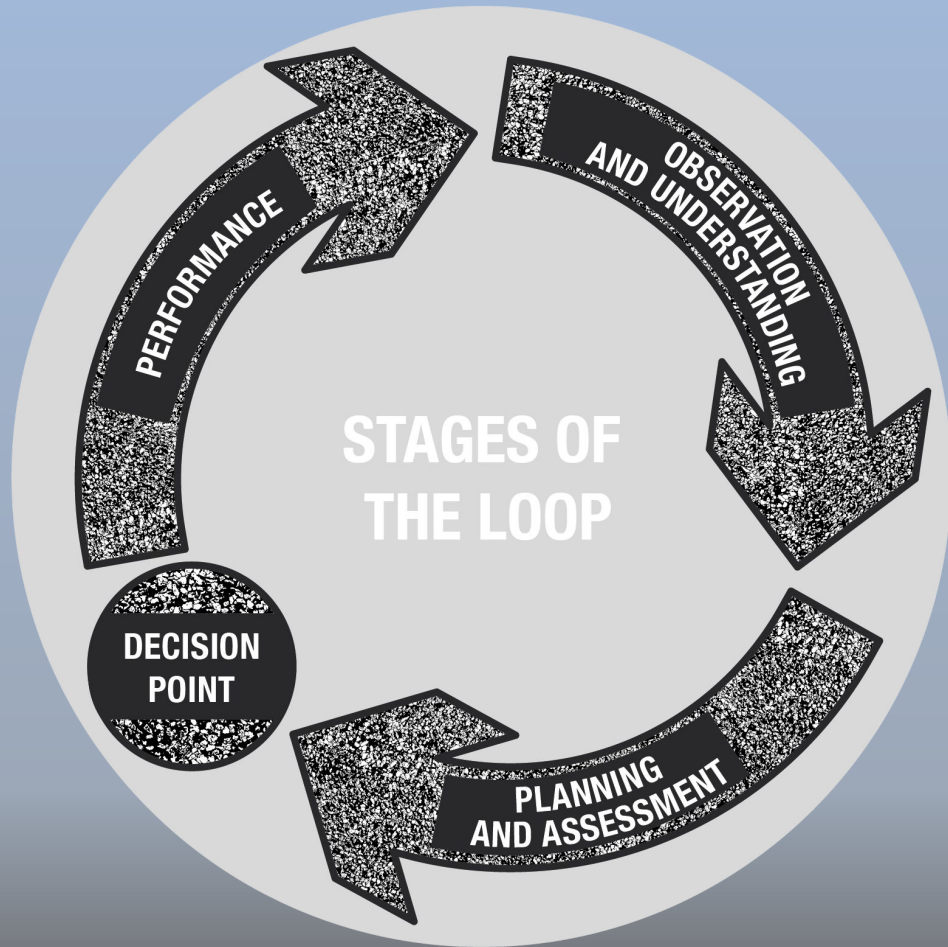 STAGES OF
THE LOOP
OBSERVATION
AND UNDERSTANDING
PLANNING
AND ASSESSMENT
DECISION
POINT
PERFORMANCE